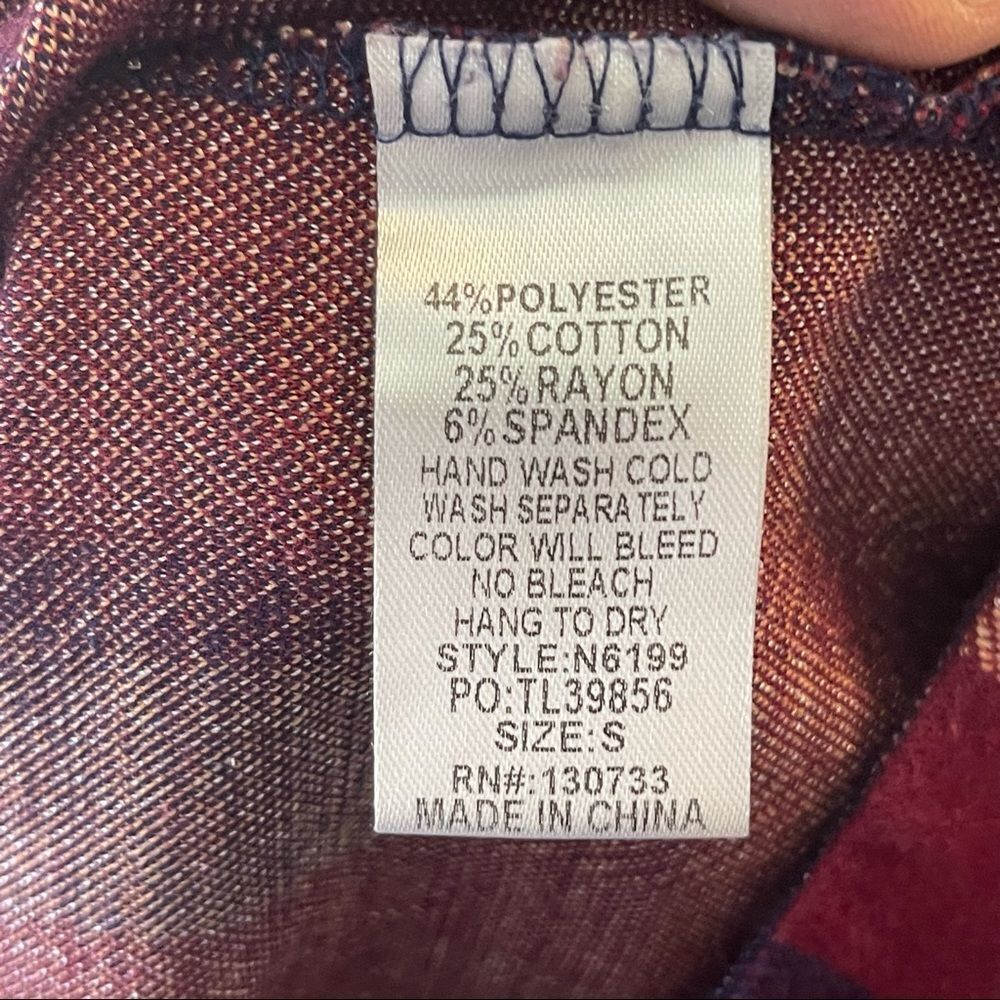 44%POLYESTER
25%COTTON
25%RAYON
6%SPANDEX
HAND WASH COLD
WASH SEPARATELY
COLOR WILL BLEED
NO BLEACH
HANG TO DRY
STYLE:N6199
PO:TL39856
SIZE:S
RN#:130733
MADE IN CHINA